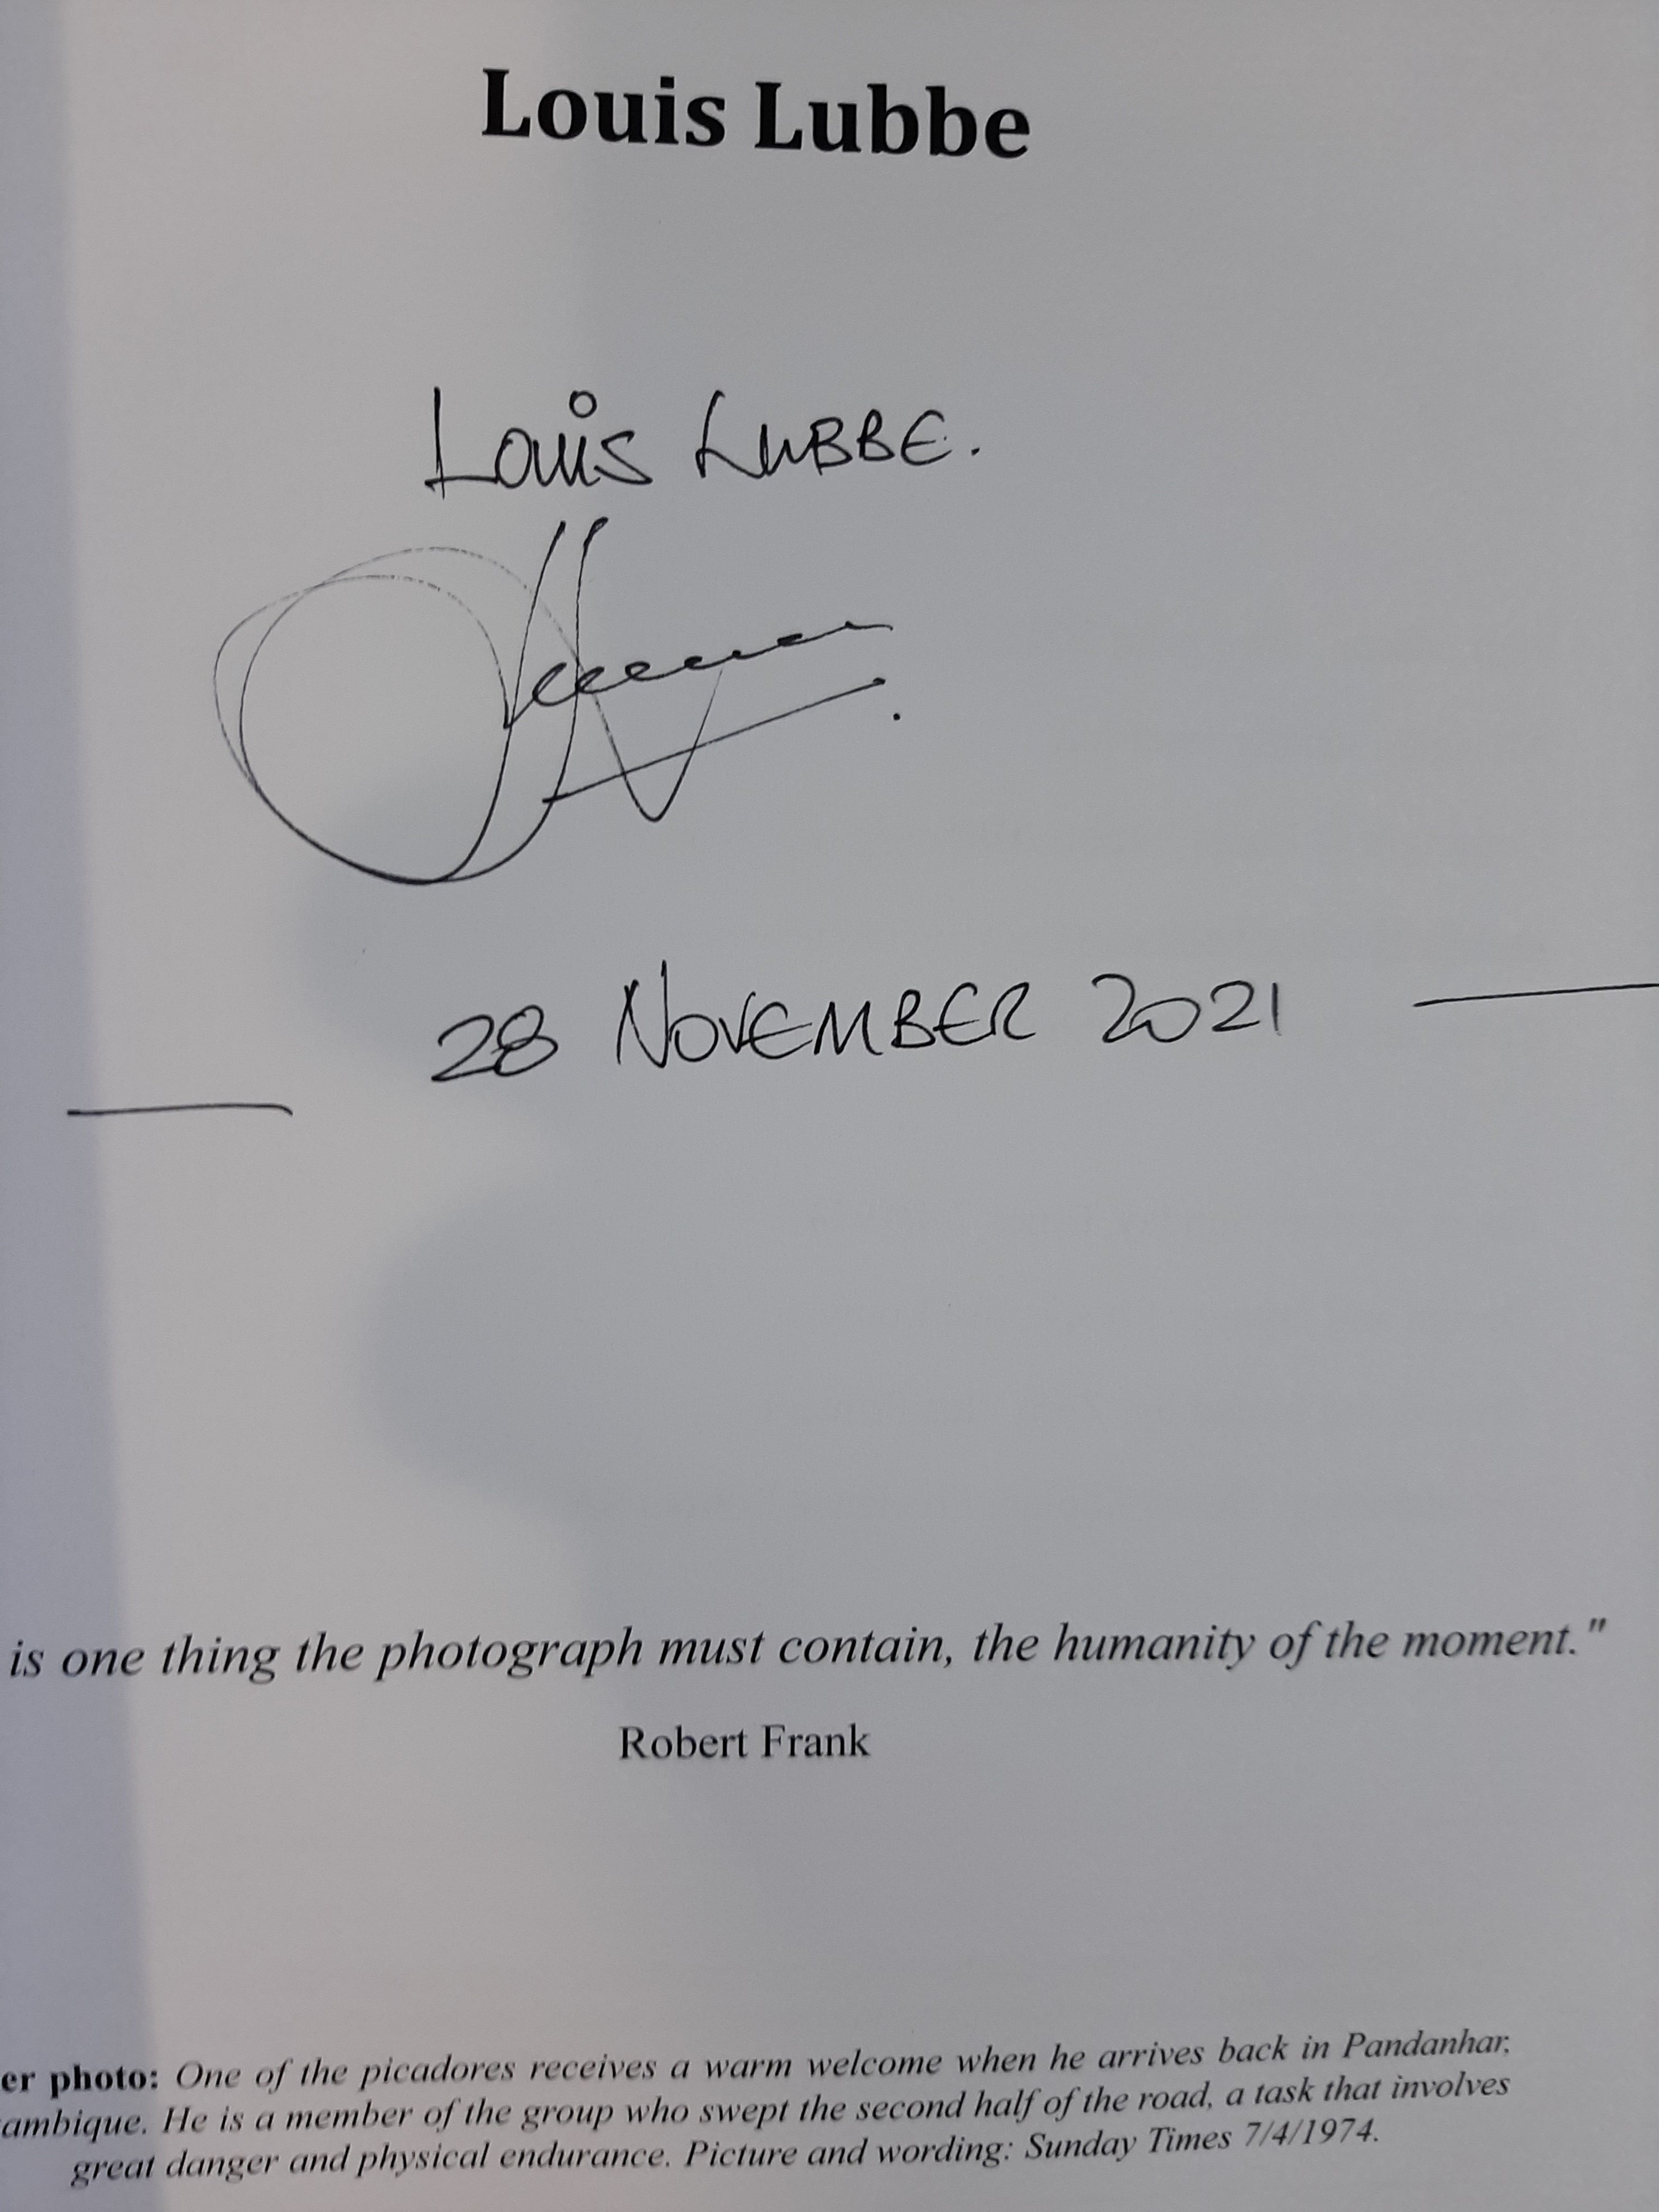 Louis Lubbe
Louis LUBBE.
28 NOVEMBER 2021
is one thing the photograph must contain, the humanity of the moment."
Robert Frank
er photo: One of the picadores receives a warm welcome when he arrives back in Pandanhar,
ambique. He is a member of the group who swept the second half of the road, a task that involves
great danger and physical endurance. Picture and wording: Sunday Times 7/4/1974.